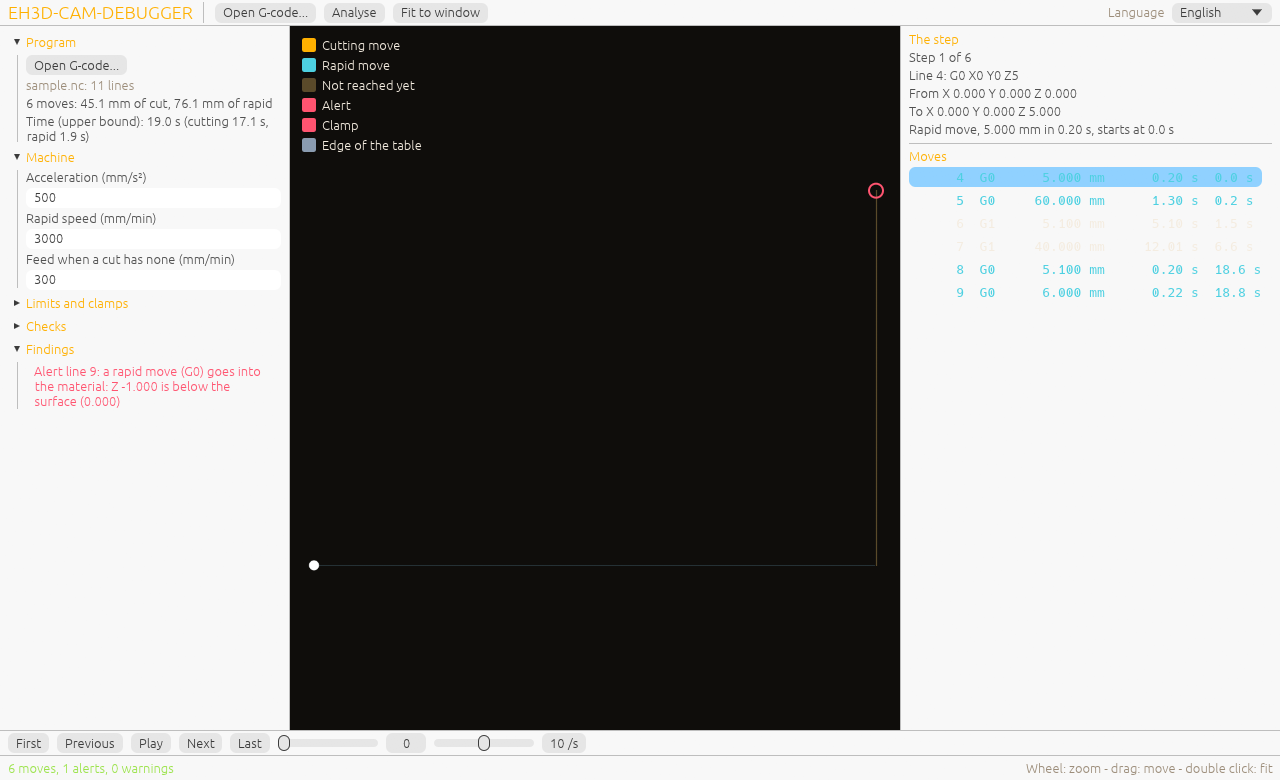 EH3D-CAM-DEBUGGER
Open G-code...
Analyse
Fit to window
Language
English
Program
Open G-code...
sample.nc: 11 lines
6 moves: 45.1 mm of cut, 76.1 mm of rapid
Time (upper bound): 19.0 s (cutting 17.1 s,
rapid 1.9 s)
Machine
Acceleration (mm/s²)
500
Rapid speed (mm/min)
3000
Feed when a cut has none (mm/min)
300
Limits and clamps
Checks
Findings
Alert line 9: a rapid move (G0) goes into
the material: Z -1.000 is below the
surface (0.000)
Cutting move
Rapid move
Not reached yet
Alert
Clamp
Edge of the table
The step
Step 1 of 6
Line 4: G0 X0 Y0 Z5
From X 0.000 Y 0.000 Z 0.000
To X 0.000 Y 0.000 Z 5.000
Rapid move, 5.000 mm in 0.20 s, starts at 0.0 s
Moves
4 G0 5.000 mm 0.20 s 0.0 s
5 G0 60.000 mm 1.30 s 0.2 s
6 G1 5.100 mm 5.10 s 1.5 s
7 G1 40.000 mm 12.01 s 6.6 s
8 G0 5.100 mm 0.20 s 18.6 s
9 G0 6.000 mm 0.22 s 18.8 s
First
Previous
Play
Next
Last
0
10 /s
6 moves, 1 alerts, 0 warnings
Wheel: zoom - drag: move - double click: fit